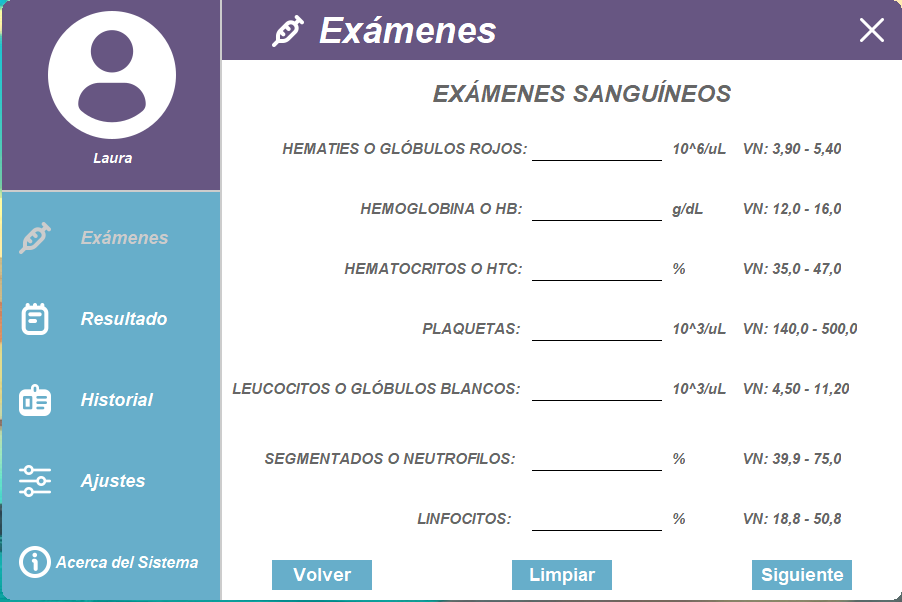 Laura
Exámenes
Resultado
Historial
Ajustes
Acerca del Sistema
Exámenes
EXÁMENES SANGUÍNEOS
HEMATIES O GLÓBULOS ROJOS: 10^6/uL VN: 3,90 - 5,40
HEMOGLOBINA O HB: g/dL VN: 12,0 - 16,0
HEMATOCRITOS O HTC: % VN: 35,0 - 47,0
PLAQUETAS: 10^3/uL VN: 140,0 - 500,0
LEUCOCITOS O GLÓBULOS BLANCOS: 10^3/uL VN: 4,50 - 11,20
SEGMENTADOS O NEUTROFILOS: % VN: 39,9 - 75,0
LINFOCITOS: % VN: 18,8 - 50,8
Volver Limpiar Siguiente